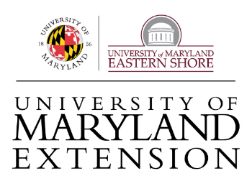 UNIVERSITY OF
MARYLAND
18 56
UNIVERSITY of MARYLAND
EASTERN SHORE
UNIVERSITY OF
MARYLAND
EXTENSION